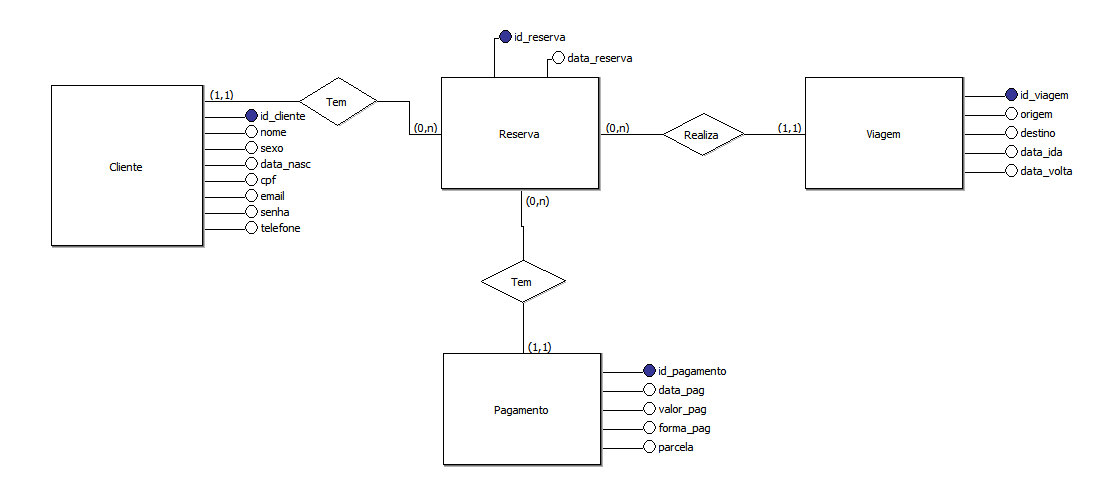 id_reserva
data_reserva
(1,1)
Tem
(0,n)
Reserva
(0,n)
Realiza
(1,1)
Viagem
id_viagem
origem
destino
data_ida
data_volta
Cliente
id_cliente
nome
sexo
data_nasc
cpf
email
senha
telefone
(0,n)
Tem
(1,1)
Pagamento
id_pagamento
data_pag
valor_pag
forma_pag
parcela